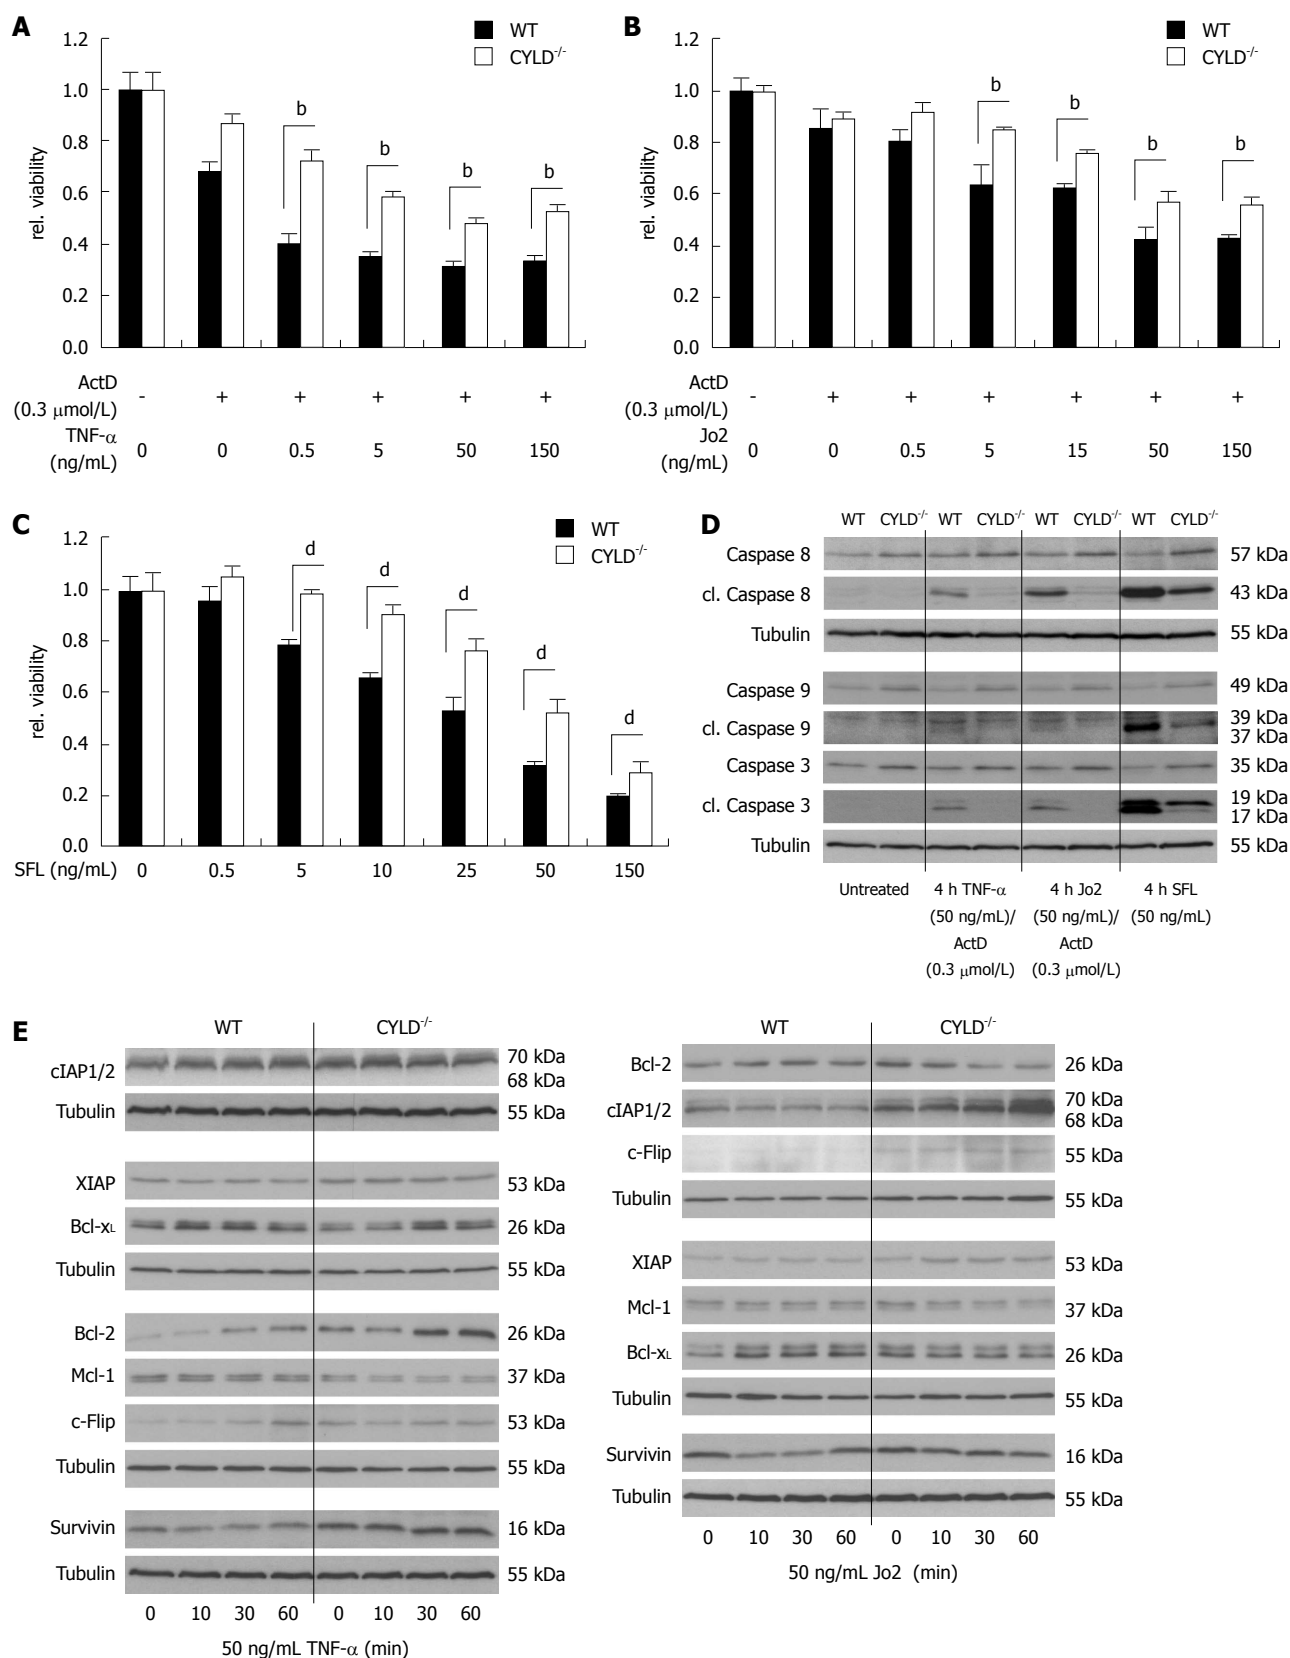 A
WT
CYLD-/-
1.2
1.0
0.8
0.6
0.4
0.2
0.0
rel. viability
b b b b
ActD
(0.3 μmol/L) - + + + + +
TNF-α
(ng/mL) 0 0 0.5 5 50 150
B
WT
CYLD-/-
1.2
1.0
0.8
0.6
0.4
0.2
0.0
rel. viability
b b b b
ActD
(0.3 μmol/L) - + + + + + +
Jo2
(ng/mL) 0 0 0.5 5 15 50 150
C
WT
CYLD-/-
1.2
1.0
0.8
0.6
0.4
0.2
0.0
rel. viability
d d d d d
SFL (ng/mL) 0 0.5 5 10 25 50 150
D
WT CYLD-/- WT CYLD-/- WT CYLD-/- WT CYLD-/-
Caspase 8 57 kDa
cl. Caspase 8 43 kDa
Tubulin 55 kDa
Caspase 9 49 kDa
cl. Caspase 9 39 kDa
37 kDa
Caspase 3 35 kDa
cl. Caspase 3 19 kDa
17 kDa
Tubulin 55 kDa
Untreated 4 h TNF-α 4 h Jo2 4 h SFL
(50 ng/mL)/ (50 ng/mL)/ (50 ng/mL)
ActD ActD
(0.3 μmol/L) (0.3 μmol/L)
E
WT CYLD-/-
cIAP1/2 70 kDa
68 kDa
Tubulin 55 kDa
XIAP 53 kDa
Bcl-xL 26 kDa
Tubulin 55 kDa
Bcl-2 26 kDa
Mcl-1 37 kDa
c-Flip 53 kDa
Tubulin 55 kDa
Survivin 16 kDa
Tubulin 55 kDa
0 10 30 60 0 10 30 60
50 ng/mL TNF-α (min)
WT CYLD-/-
Bcl-2 26 kDa
cIAP1/2 70 kDa
68 kDa
c-Flip 55 kDa
Tubulin 55 kDa
XIAP 53 kDa
Mcl-1 37 kDa
Bcl-xL 26 kDa
Tubulin 55 kDa
Survivin 16 kDa
Tubulin 55 kDa
0 10 30 60 0 10 30 60
50 ng/mL Jo2 (min)